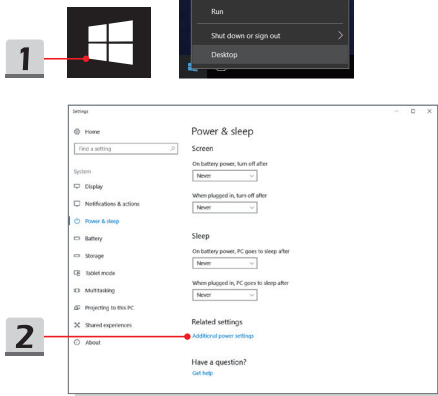 Run
Shut down or sign out
Desktop
1
Settings
Home
Find a setting
System
Display
Notifications & actions
Power & sleep
Battery
Storage
Tablet mode
Multitasking
Projecting to this PC
Shared experiences
About
Power & sleep
Screen
On battery power, turn off after
Never
When plugged in, turn off after
Never
Sleep
On battery power, PC goes to sleep after
Never
When plugged in, PC goes to sleep after
Never
Related settings
Additional power settings
Have a question?
Get help
2